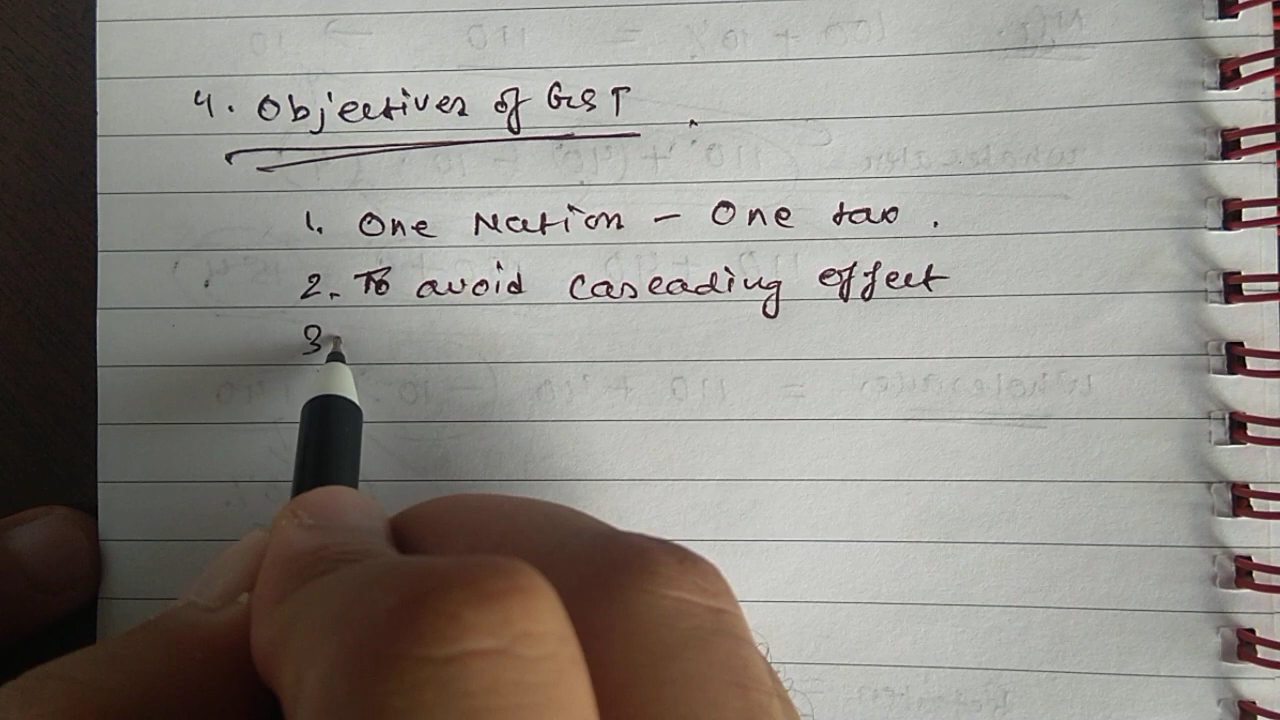 4. Objectives of GST
1. One Nation - One tax.
2. To avoid cascading effect
3